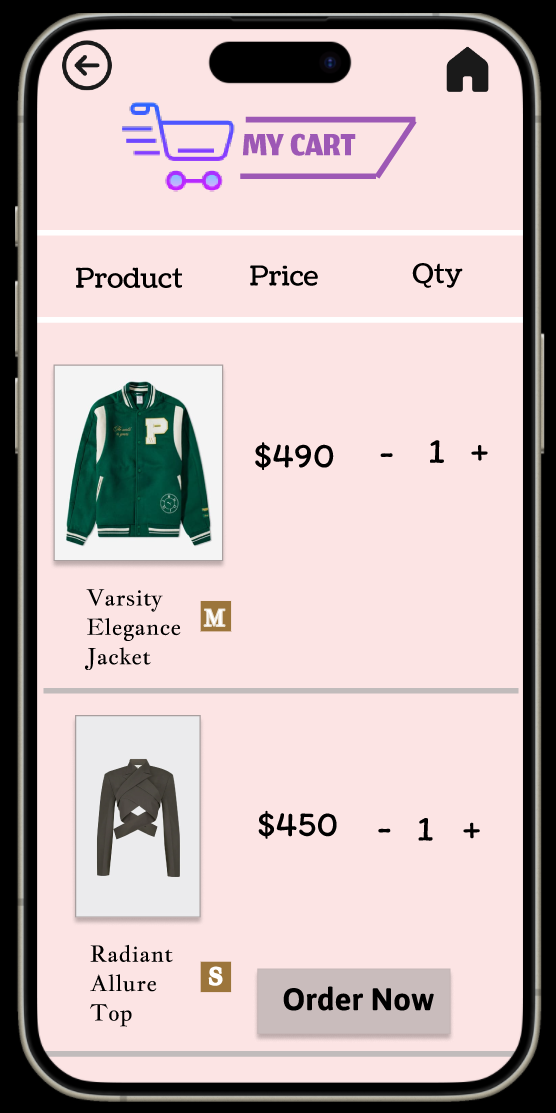 MY CART
Product Price Qty
P
$490 - 1 +
Varsity
Elegance
Jacket
M
$450 - 1 +
Radiant
Allure
Top
S
Order Now